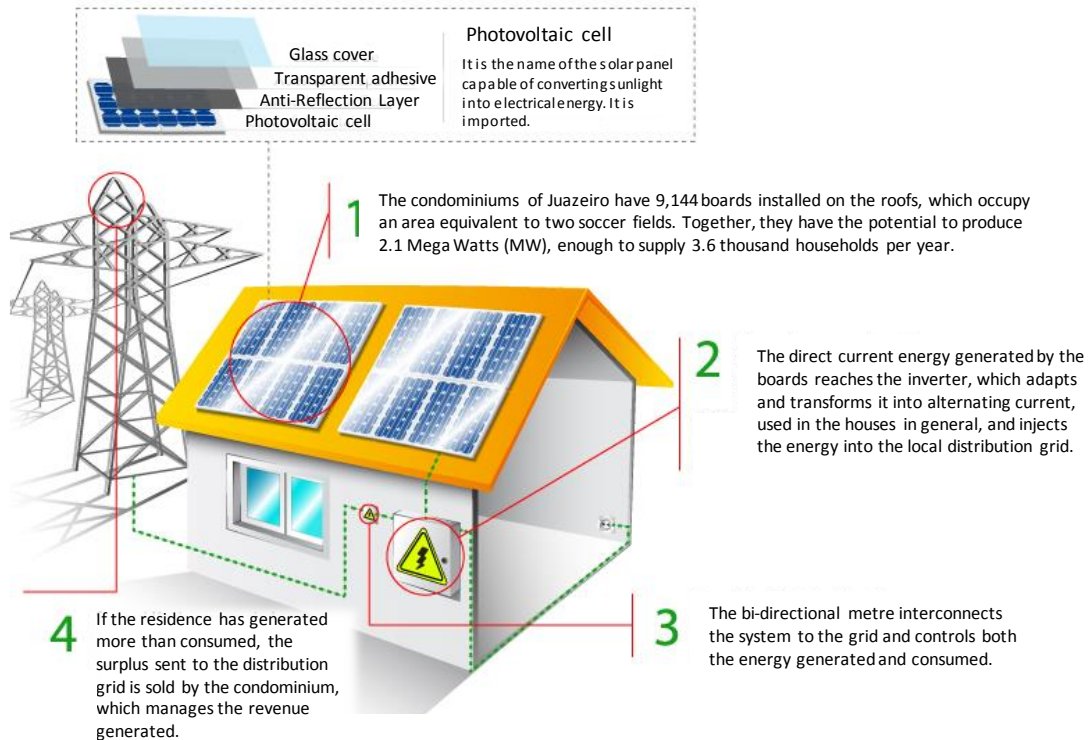 Glass cover
Transparent adhesive
Anti-Reflection Layer
Photovoltaic cell
Photovoltaic cell
It is the name of the solar panel
capable of converting sunlight
into electrical energy. It is
imported.
1
The condominiums of Juazeiro have 9,144 boards installed on the roofs, which occupy
an area equivalent to two soccer fields. Together, they have the potential to produce
2.1 Mega Watts (MW), enough to supply 3.6 thousand households per year.
2
The direct current energy generated by the
boards reaches the inverter, which adapts
and transforms it into alternating current,
used in the houses in general, and injects
the energy into the local distribution grid.
3
The bi-directional metre interconnects
the system to the grid and controls both
the energy generated and consumed.
4
If the residence has generated
more than consumed, the
surplus sent to the distribution
grid is sold by the condominium,
which manages the revenue
generated.